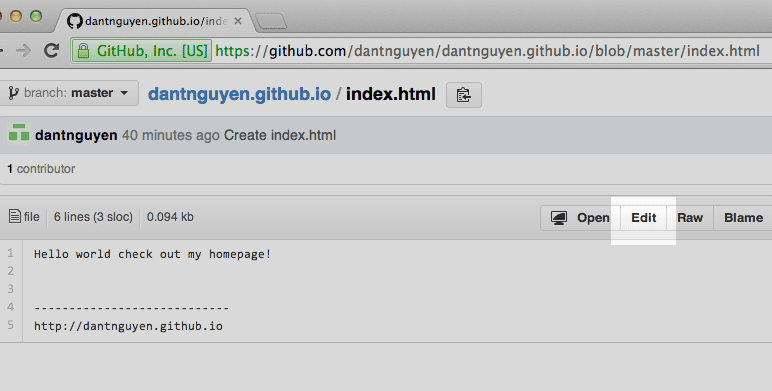 dantnguyen.github.io/inde
GitHub, Inc. [US] https://github.com/dantnguyen/dantnguyen.github.io/blob/master/index.html
branch: master dantnguyen.github.io / index.html
dantnguyen 40 minutes ago Create index.html
1 contributor
file 6 lines (3 sloc) 0.094 kb Open Edit Raw Blame
1 Hello world check out my homepage!
2
3
4 ----------------------------
5 http://dantnguyen.github.io